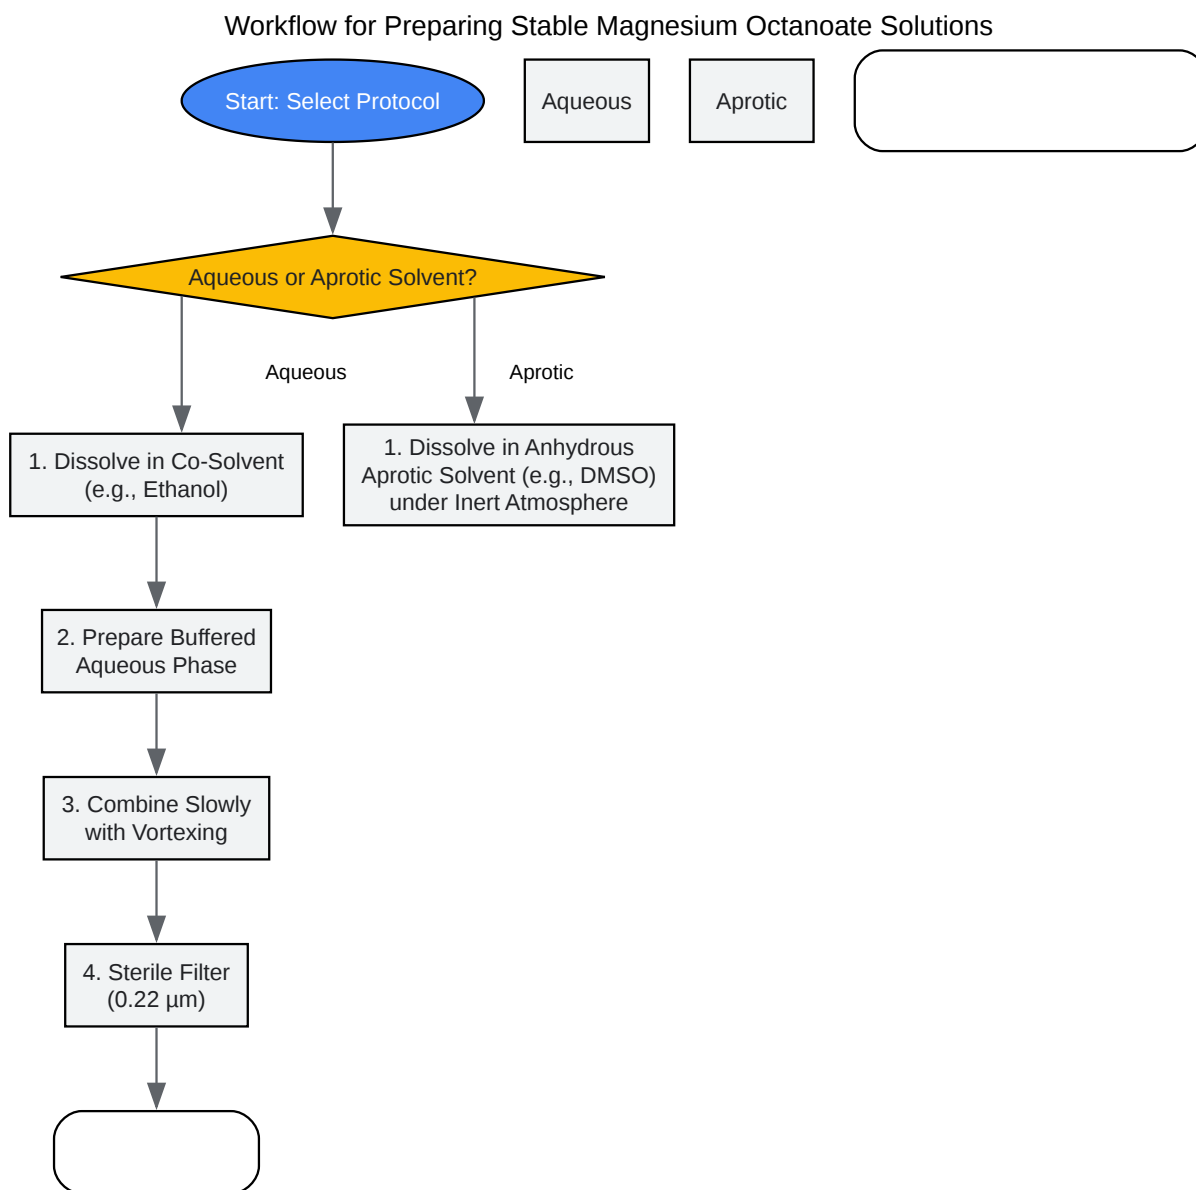 Workflow for Preparing Stable Magnesium Octanoate Solutions
Start: Select Protocol
Aqueous
Aprotic
Aqueous or Aprotic Solvent?
Aqueous
Aprotic
1. Dissolve in Co-Solvent
(e.g., Ethanol)
1. Dissolve in Anhydrous
Aprotic Solvent (e.g., DMSO)
under Inert Atmosphere
2. Prepare Buffered
Aqueous Phase
3. Combine Slowly
with Vortexing
4. Sterile Filter
(0.22 µm)